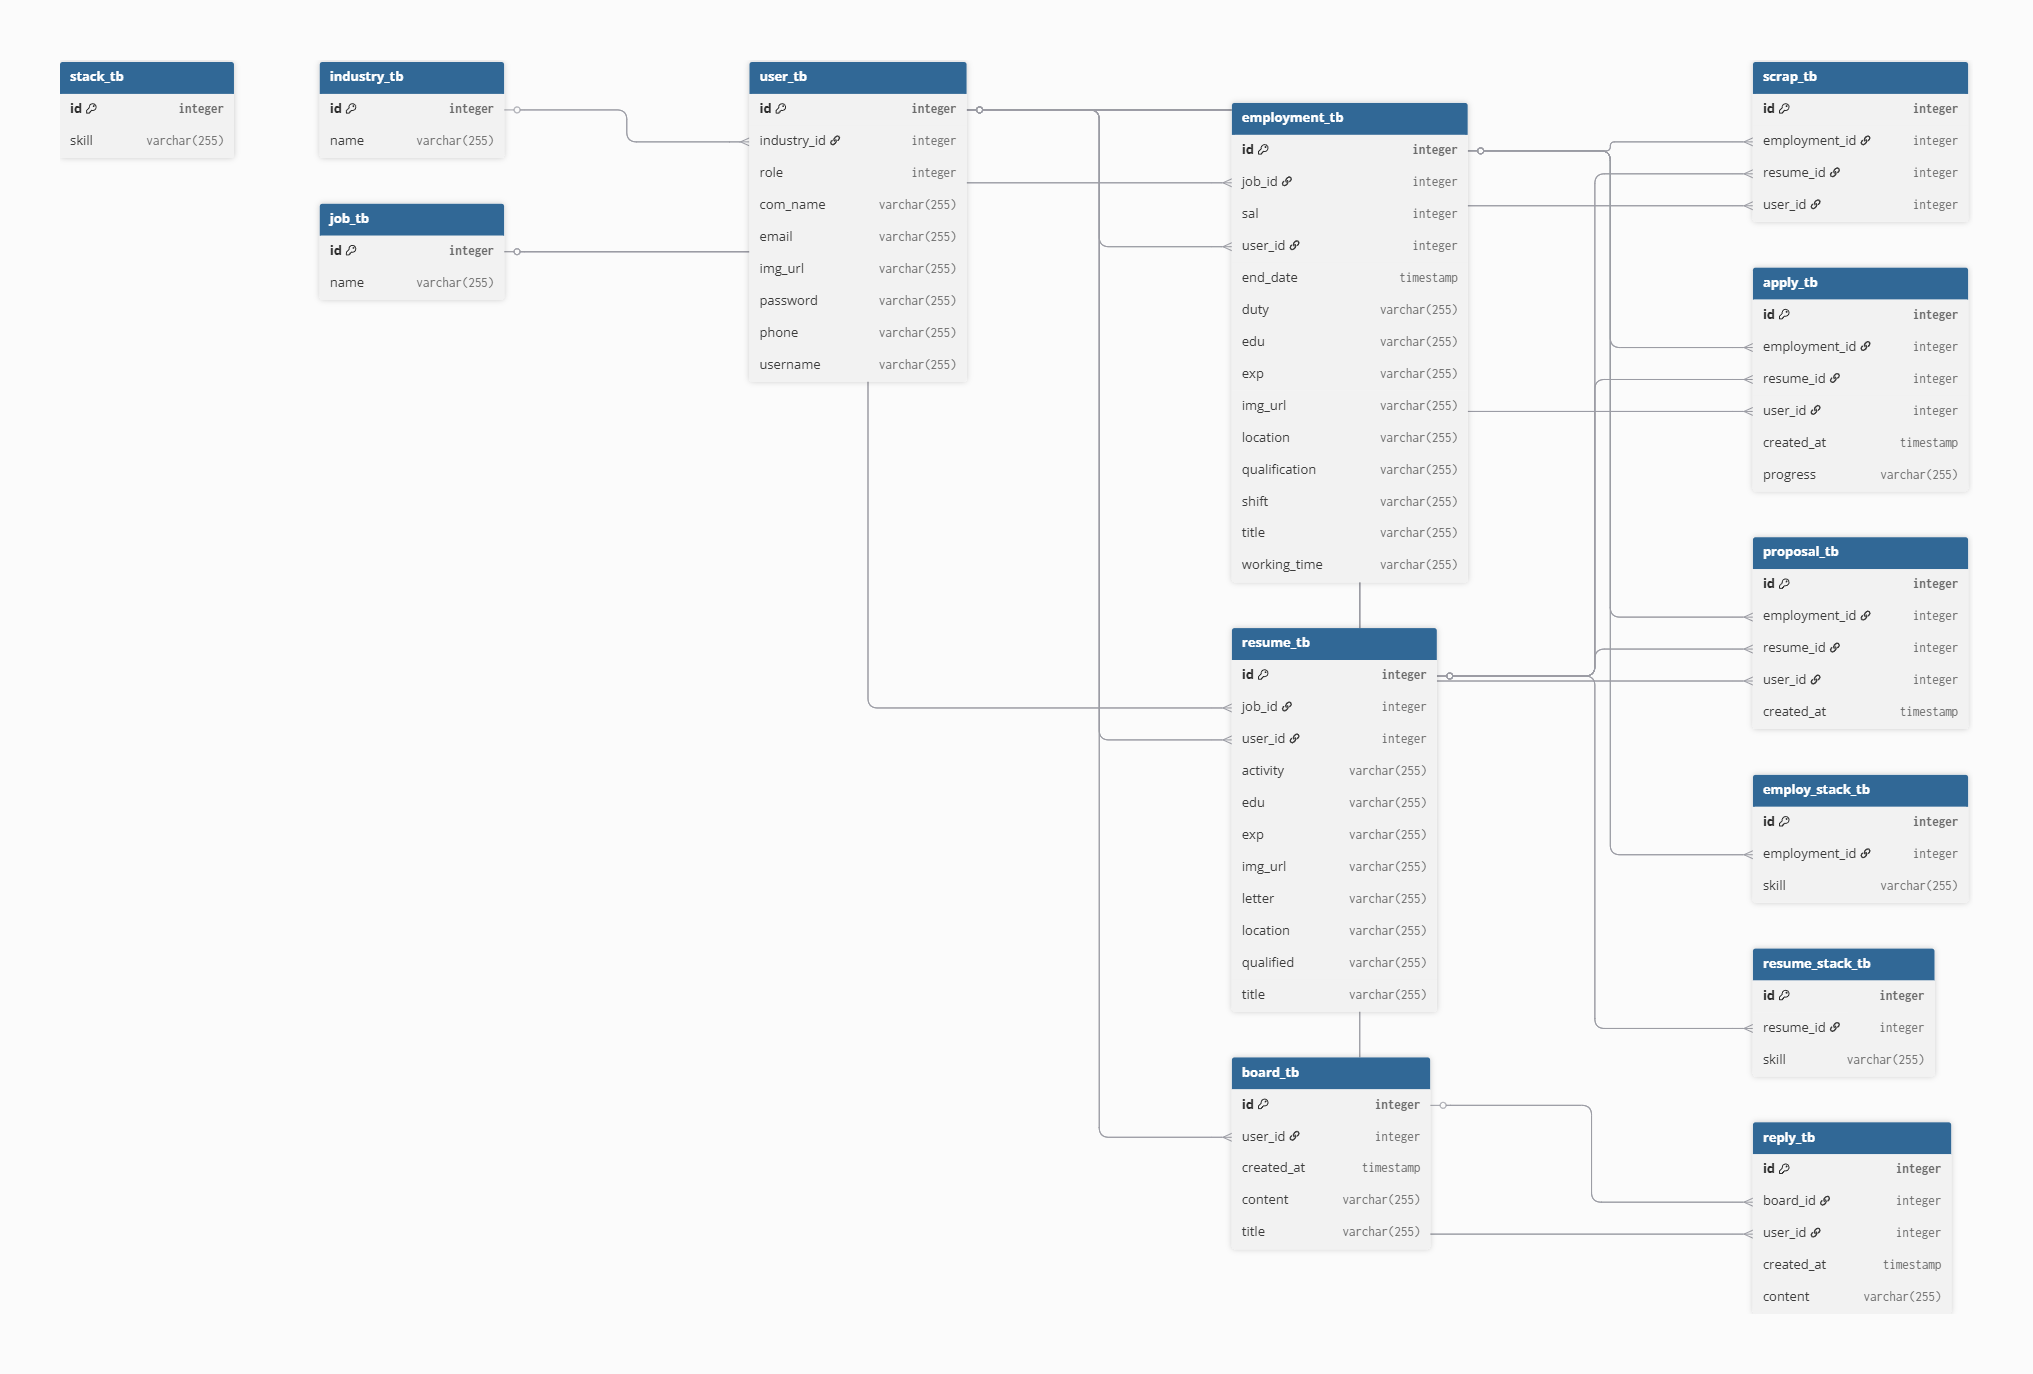 stack_tb
id integer
skill varchar(255)
industry_tb
id integer
name varchar(255)
job_tb
id integer
name varchar(255)
user_tb
id integer
industry_id integer
role integer
com_name varchar(255)
email varchar(255)
img_url varchar(255)
password varchar(255)
phone varchar(255)
username varchar(255)
employment_tb
id integer
job_id integer
sal integer
user_id integer
end_date timestamp
duty varchar(255)
edu varchar(255)
exp varchar(255)
img_url varchar(255)
location varchar(255)
qualification varchar(255)
shift varchar(255)
title varchar(255)
working_time varchar(255)
resume_tb
id integer
job_id integer
user_id integer
activity varchar(255)
edu varchar(255)
exp varchar(255)
img_url varchar(255)
letter varchar(255)
location varchar(255)
qualified varchar(255)
title varchar(255)
board_tb
id integer
user_id integer
created_at timestamp
content varchar(255)
title varchar(255)
scrap_tb
id integer
employment_id integer
resume_id integer
user_id integer
apply_tb
id integer
employment_id integer
resume_id integer
user_id integer
created_at timestamp
progress varchar(255)
proposal_tb
id integer
employment_id integer
resume_id integer
user_id integer
created_at timestamp
employ_stack_tb
id integer
employment_id integer
skill varchar(255)
resume_stack_tb
id integer
resume_id integer
skill varchar(255)
reply_tb
id integer
board_id integer
user_id integer
created_at timestamp
content varchar(255)